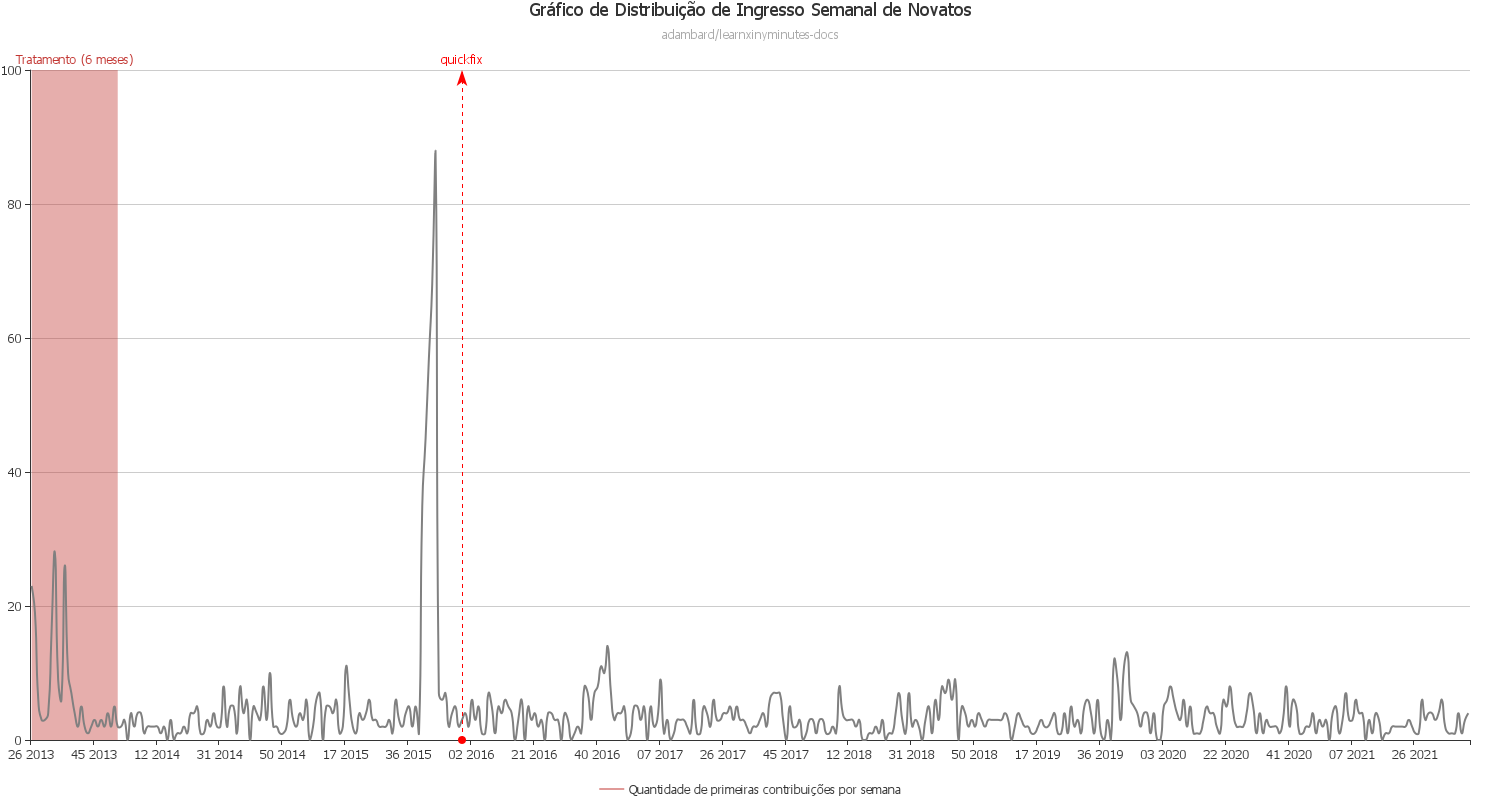 Gráfico de Distribuição de Ingresso Semanal de Novatos
adambard/learnxinyminutes-docs
Tratamento (6 meses)
quickfix
100
80
60
40
20
0
26 2013 45 2013 12 2014 31 2014 50 2014 17 2015 36 2015 02 2016 21 2016 40 2016 07 2017 26 2017 45 2017 12 2018 31 2018 50 2018 17 2019 36 2019 03 2020 22 2020 41 2020 07 2021 26 2021
Quantidade de primeiras contribuições por semana